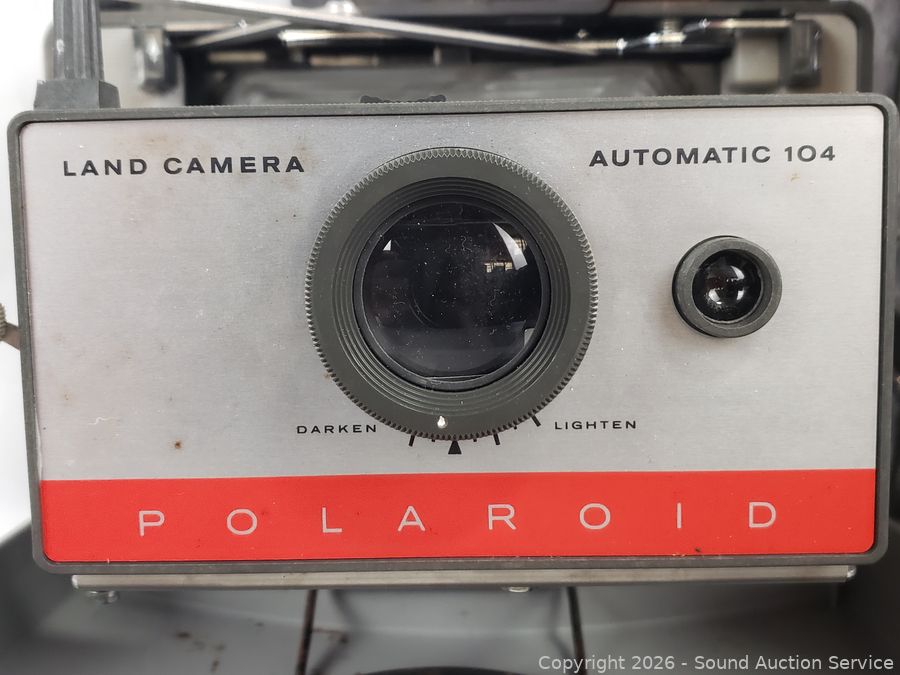 LAND CAMERA
AUTOMATIC 104
DARKEN
LIGHTEN
POLAROID
Copyright 2026 - Sound Auction Service